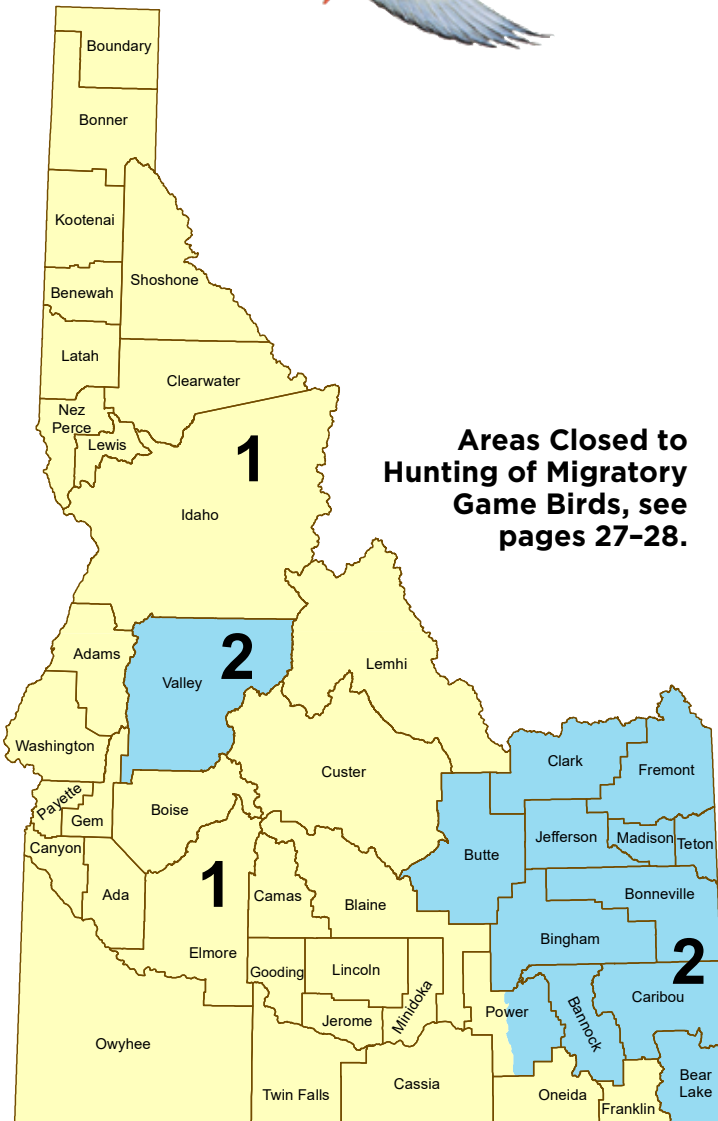 Boundary
Bonner
Kootenai
Shoshone
Benewah
Latah
Clearwater
Nez
Perce
Lewis
1
Idaho
Areas Closed to
Hunting of Migratory
Game Birds, see
pages 27–28.
Adams
2
Valley
Lemhi
Washington
Custer
Clark
Fremont
Payette
Gem
Boise
Canyon
Butte
Jefferson
Madison
Teton
Ada
1
Camas
Blaine
Bonneville
Elmore
Bingham
2
Gooding
Lincoln
Minidoka
Caribou
Power
Bannock
Jerome
Owyhee
Twin Falls
Cassia
Oneida
Franklin
Bear
Lake